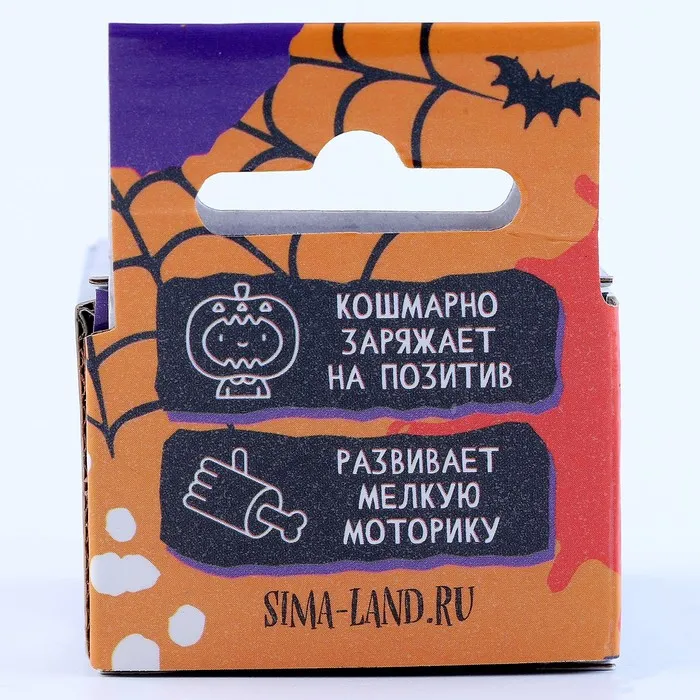 КОШМАРНО
ЗАРЯЖАЕТ
НА ПОЗИТИВ
РАЗВИВАЕТ
МЕЛКУЮ
МОТОРИКУ
SIMA-LAND.RU